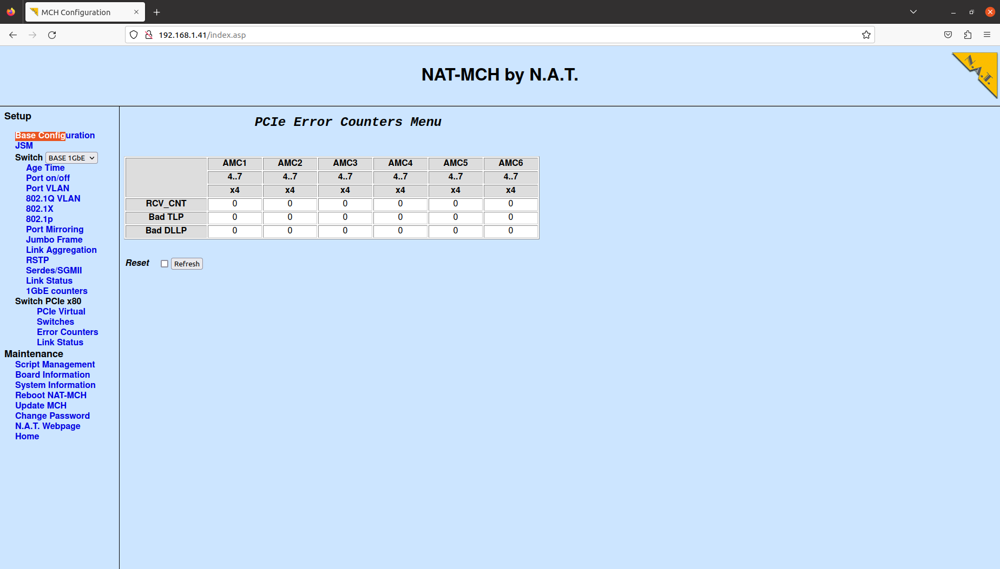 MCH Configuration
192.168.1.41/index.asp
NAT-MCH by N.A.T.
N.A.T.
Setup
Base Configuration
JSM
Switch BASE 1GbE
Age Time
Port on/off
Port VLAN
802.1Q VLAN
802.1X
802.1p
Port Mirroring
Jumbo Frame
Link Aggregation
RSTP
Serdes/SGMII
Link Status
1GbE counters
Switch PCIe x80
PCIe Virtual
Switches
Error Counters
Link Status
Maintenance
Script Management
Board Information
System Information
Reboot NAT-MCH
Update MCH
Change Password
N.A.T. Webpage
Home
PCIe Error Counters Menu
AMC1 AMC2 AMC3 AMC4 AMC5 AMC6
4..7 4..7 4..7 4..7 4..7 4..7
x4 x4 x4 x4 x4 x4
RCV_CNT 0 0 0 0 0 0
Bad TLP 0 0 0 0 0 0
Bad DLLP 0 0 0 0 0 0
Reset Refresh